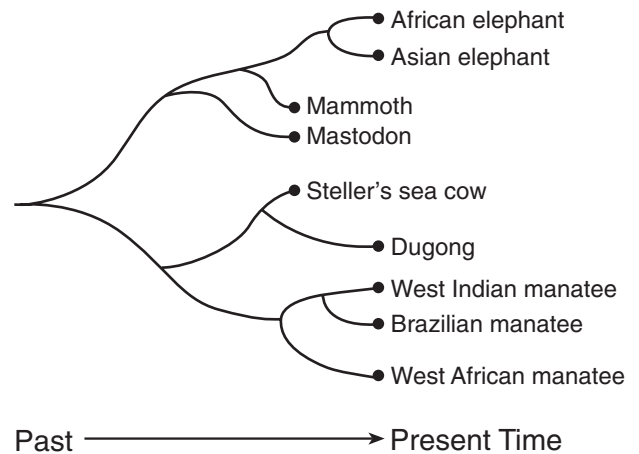 African elephant
Asian elephant
Mammoth
Mastodon
Steller's sea cow
Dugong
West Indian manatee
Brazilian manatee
West African manatee
Past
Present Time